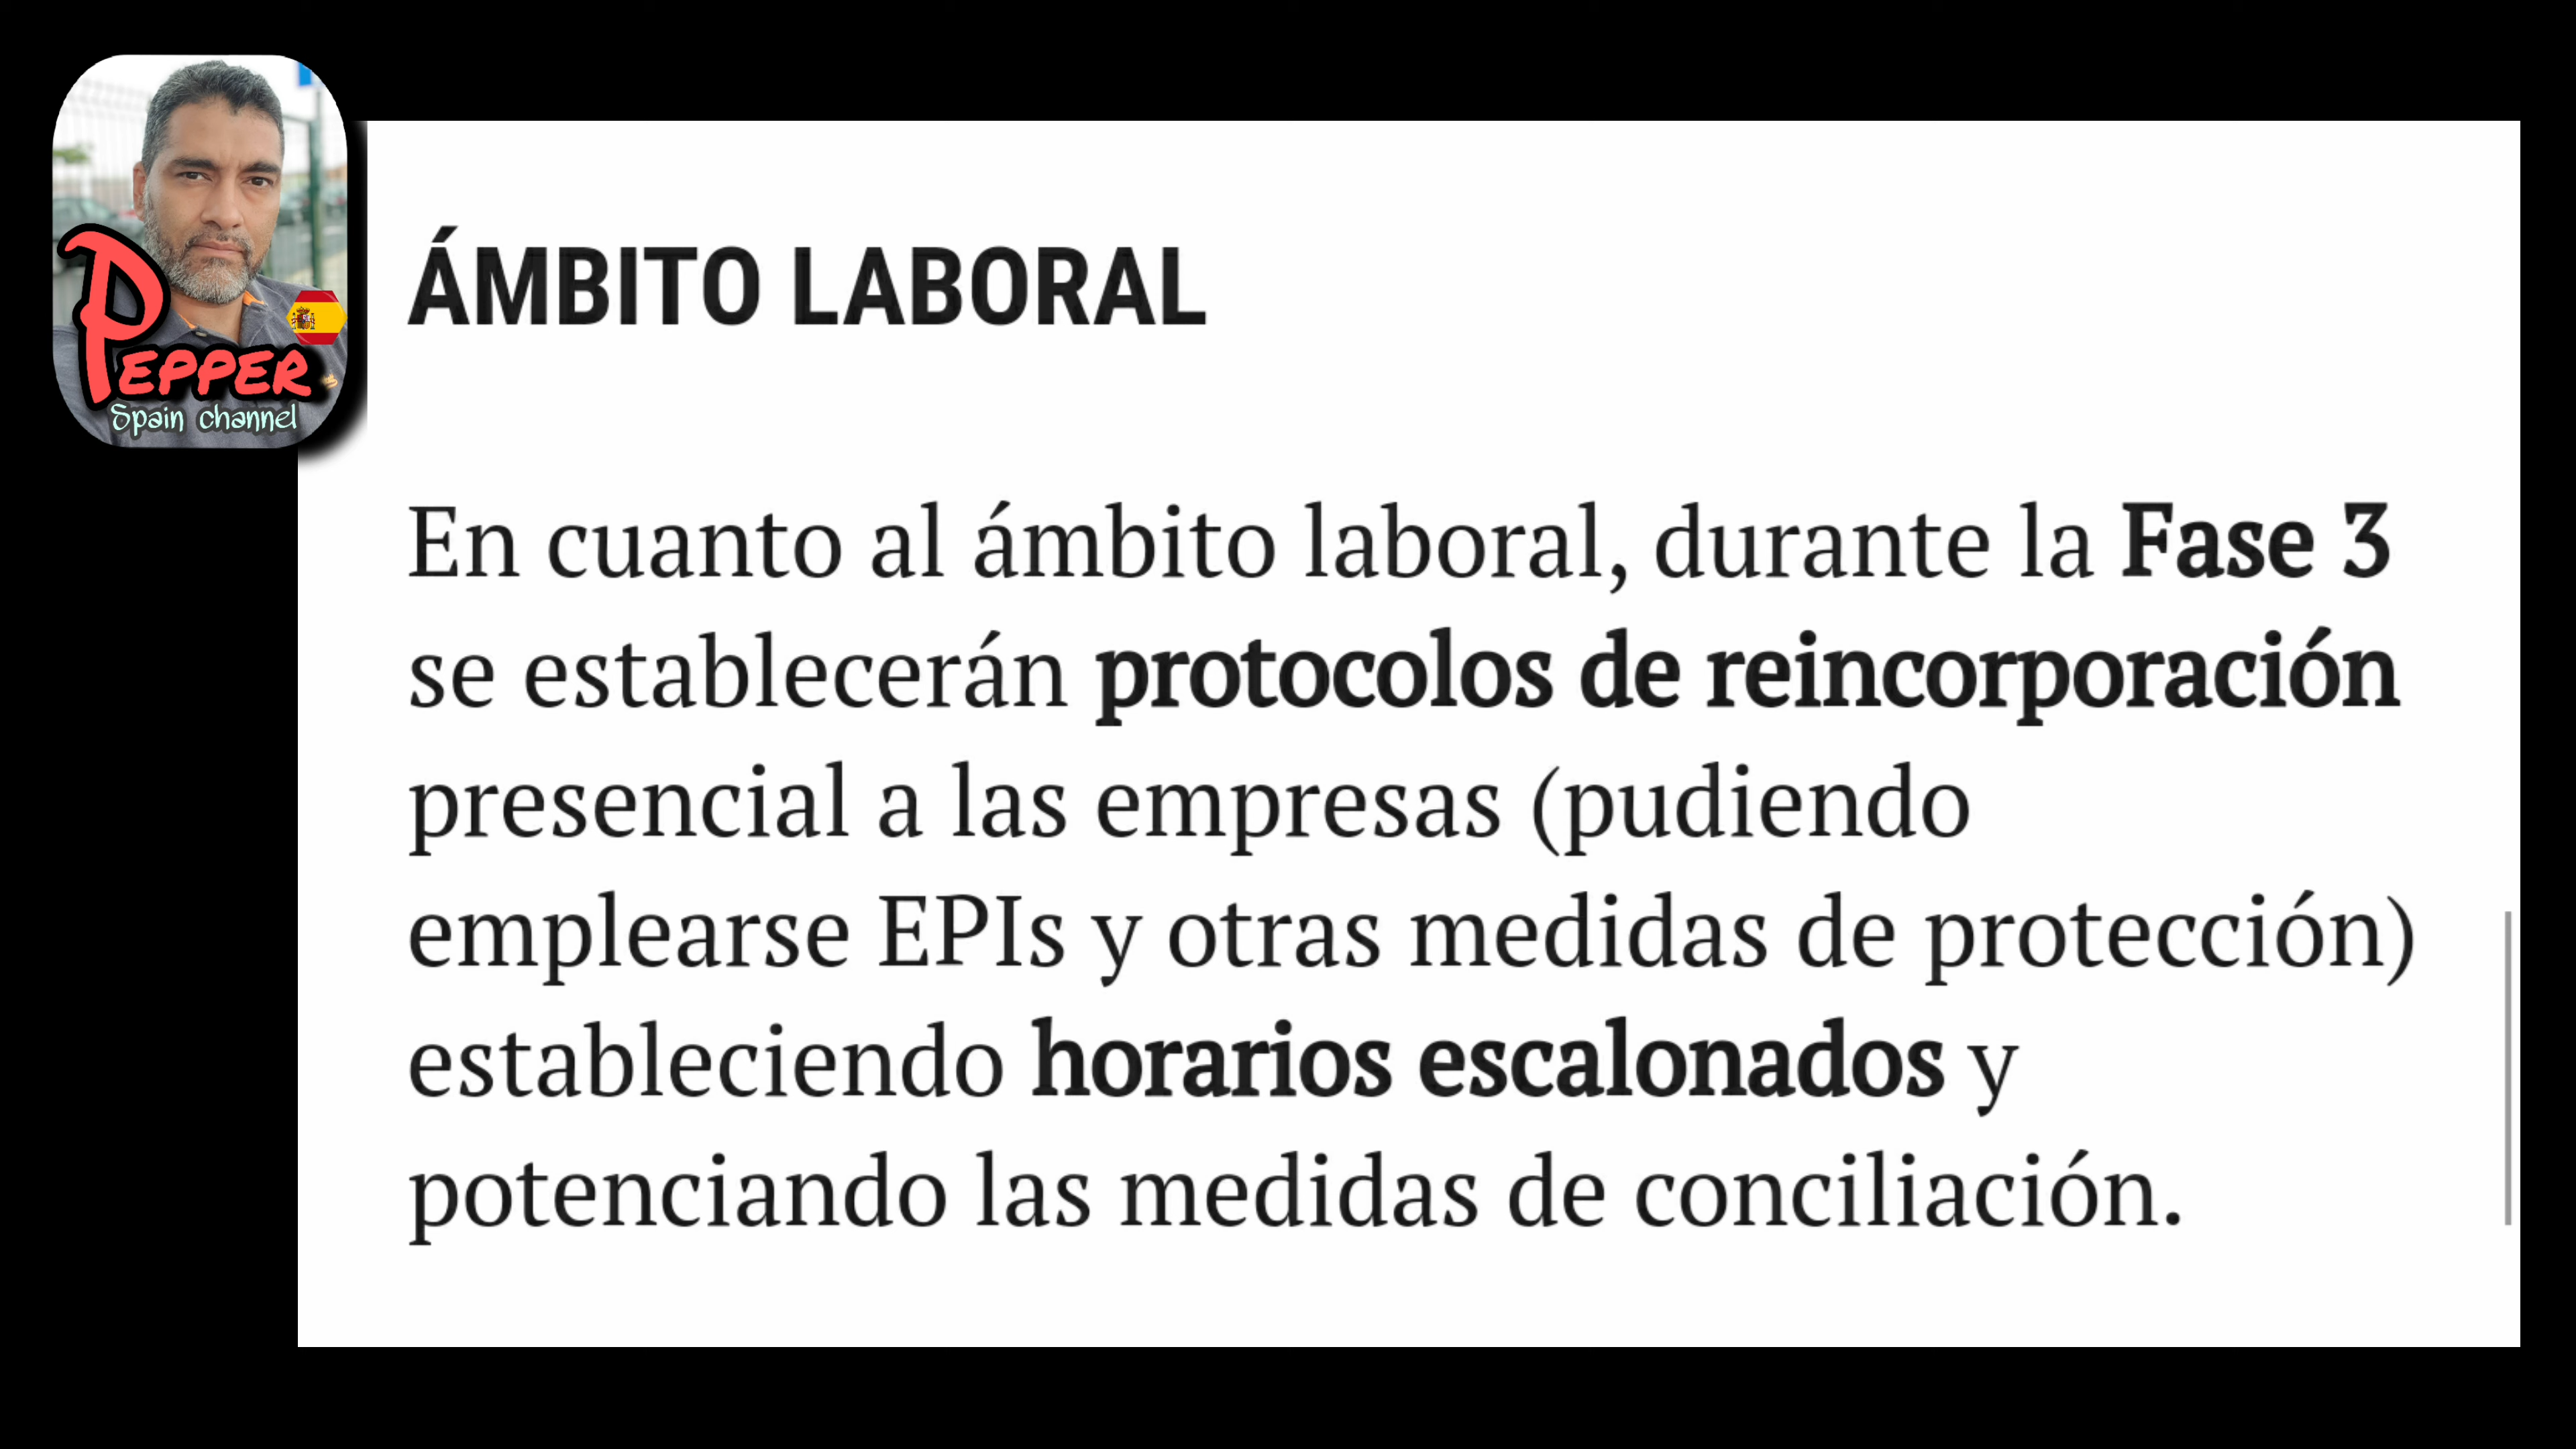 PEPPER
Spain channel
ÁMBITO LABORAL
En cuanto al ámbito laboral, durante la Fase 3
se establecerán protocolos de reincorporación
presencial a las empresas (pudiendo
emplearse EPIs y otras medidas de protección)
estableciendo horarios escalonados y
potenciando las medidas de conciliación.